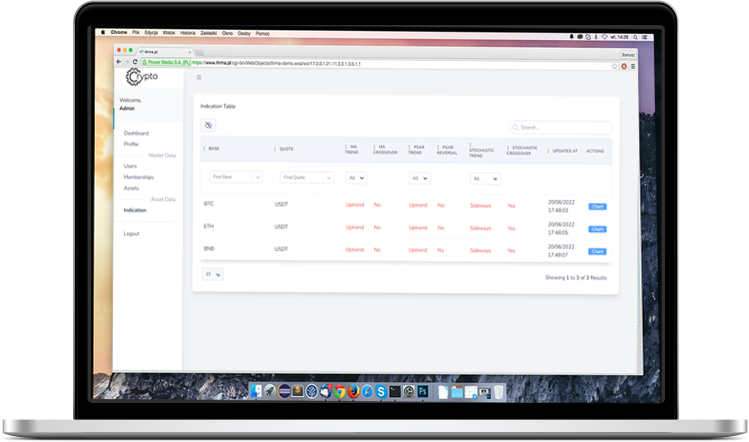 Chrome Plik Edycja Widok Historia Zakładki Okno Osoby Pomoc
wt. 14:28
ifirma.pl
Dariusz
Power Media S.A. [PL]
https://www.ifirma.pl/cgi-bin/WebObjects/ifirma-demo.woa/wo/17.0.0.1.21.11.3.3.1.3.5.1.1
Crypto
Welcome,
Admin
Dashboard
Profile
Master Data
Users
Memberships
Assets
Asset Data
Indication
Logout
Indication Table
Search...
BASE QUOTE MA TREND MA CROSSOVER PSAR TREND PSAR REVERSAL STOCHASTIC TREND STOCHASTIC CROSSOVER UPDATED AT ACTIONS
Find Base Find Quote All All All
BTC USDT Uptrend No Uptrend No Sideways Yes 20/06/2022 17:48:03 Chart
ETH USDT Uptrend No Uptrend No Sideways Yes 20/06/2022 17:48:05 Chart
BNB USDT Uptrend No Uptrend No Sideways Yes 20/06/2022 17:48:07 Chart
10
Showing 1 to 3 of 3 Results